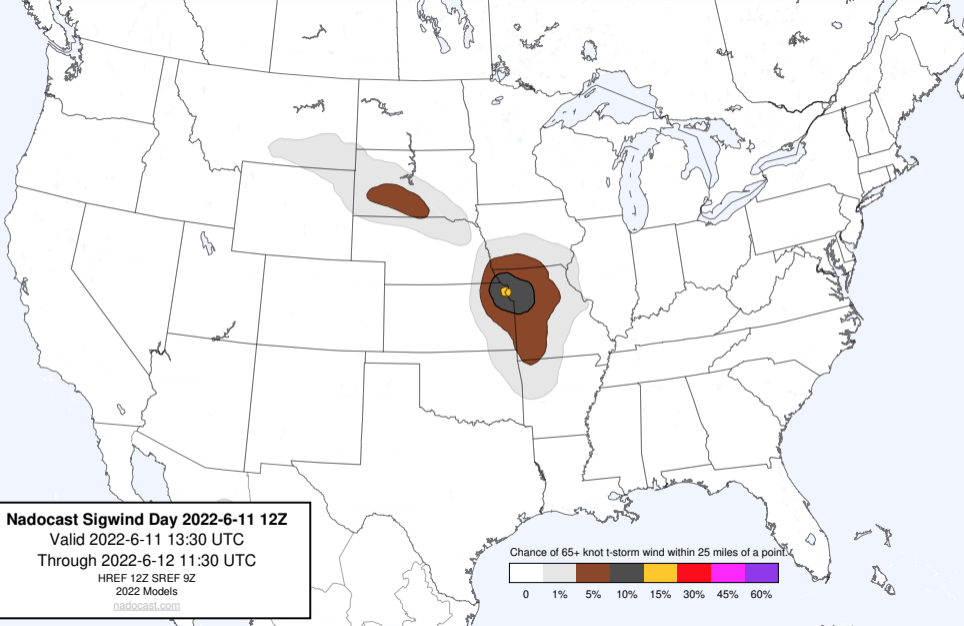 Nadocast Sigwind Day 2022-6-11 12Z
Valid 2022-6-11 13:30 UTC
Through 2022-6-12 11:30 UTC
HREF 12Z SREF 9Z
2022 Models
nadocast.com
Chance of 65+ knot t-storm wind within 25 miles of a point.
0 1% 5% 10% 15% 30% 45% 60%